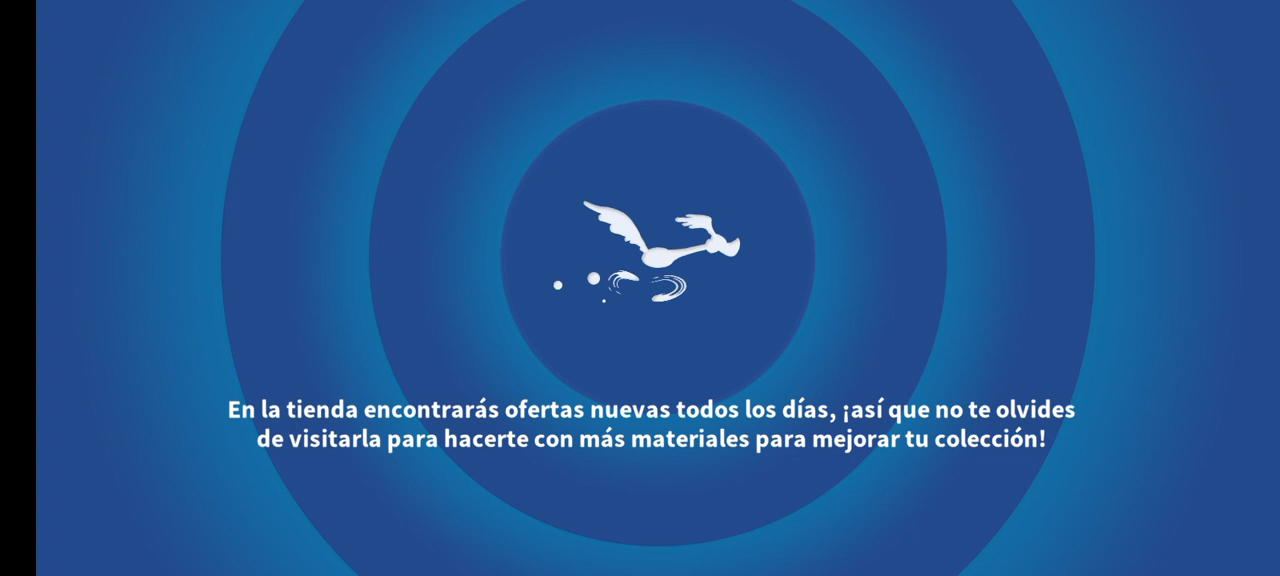 En la tienda encontrarás ofertas nuevas todos los días, ¡así que no te olvides
de visitarla para hacerte con más materiales para mejorar tu colección!